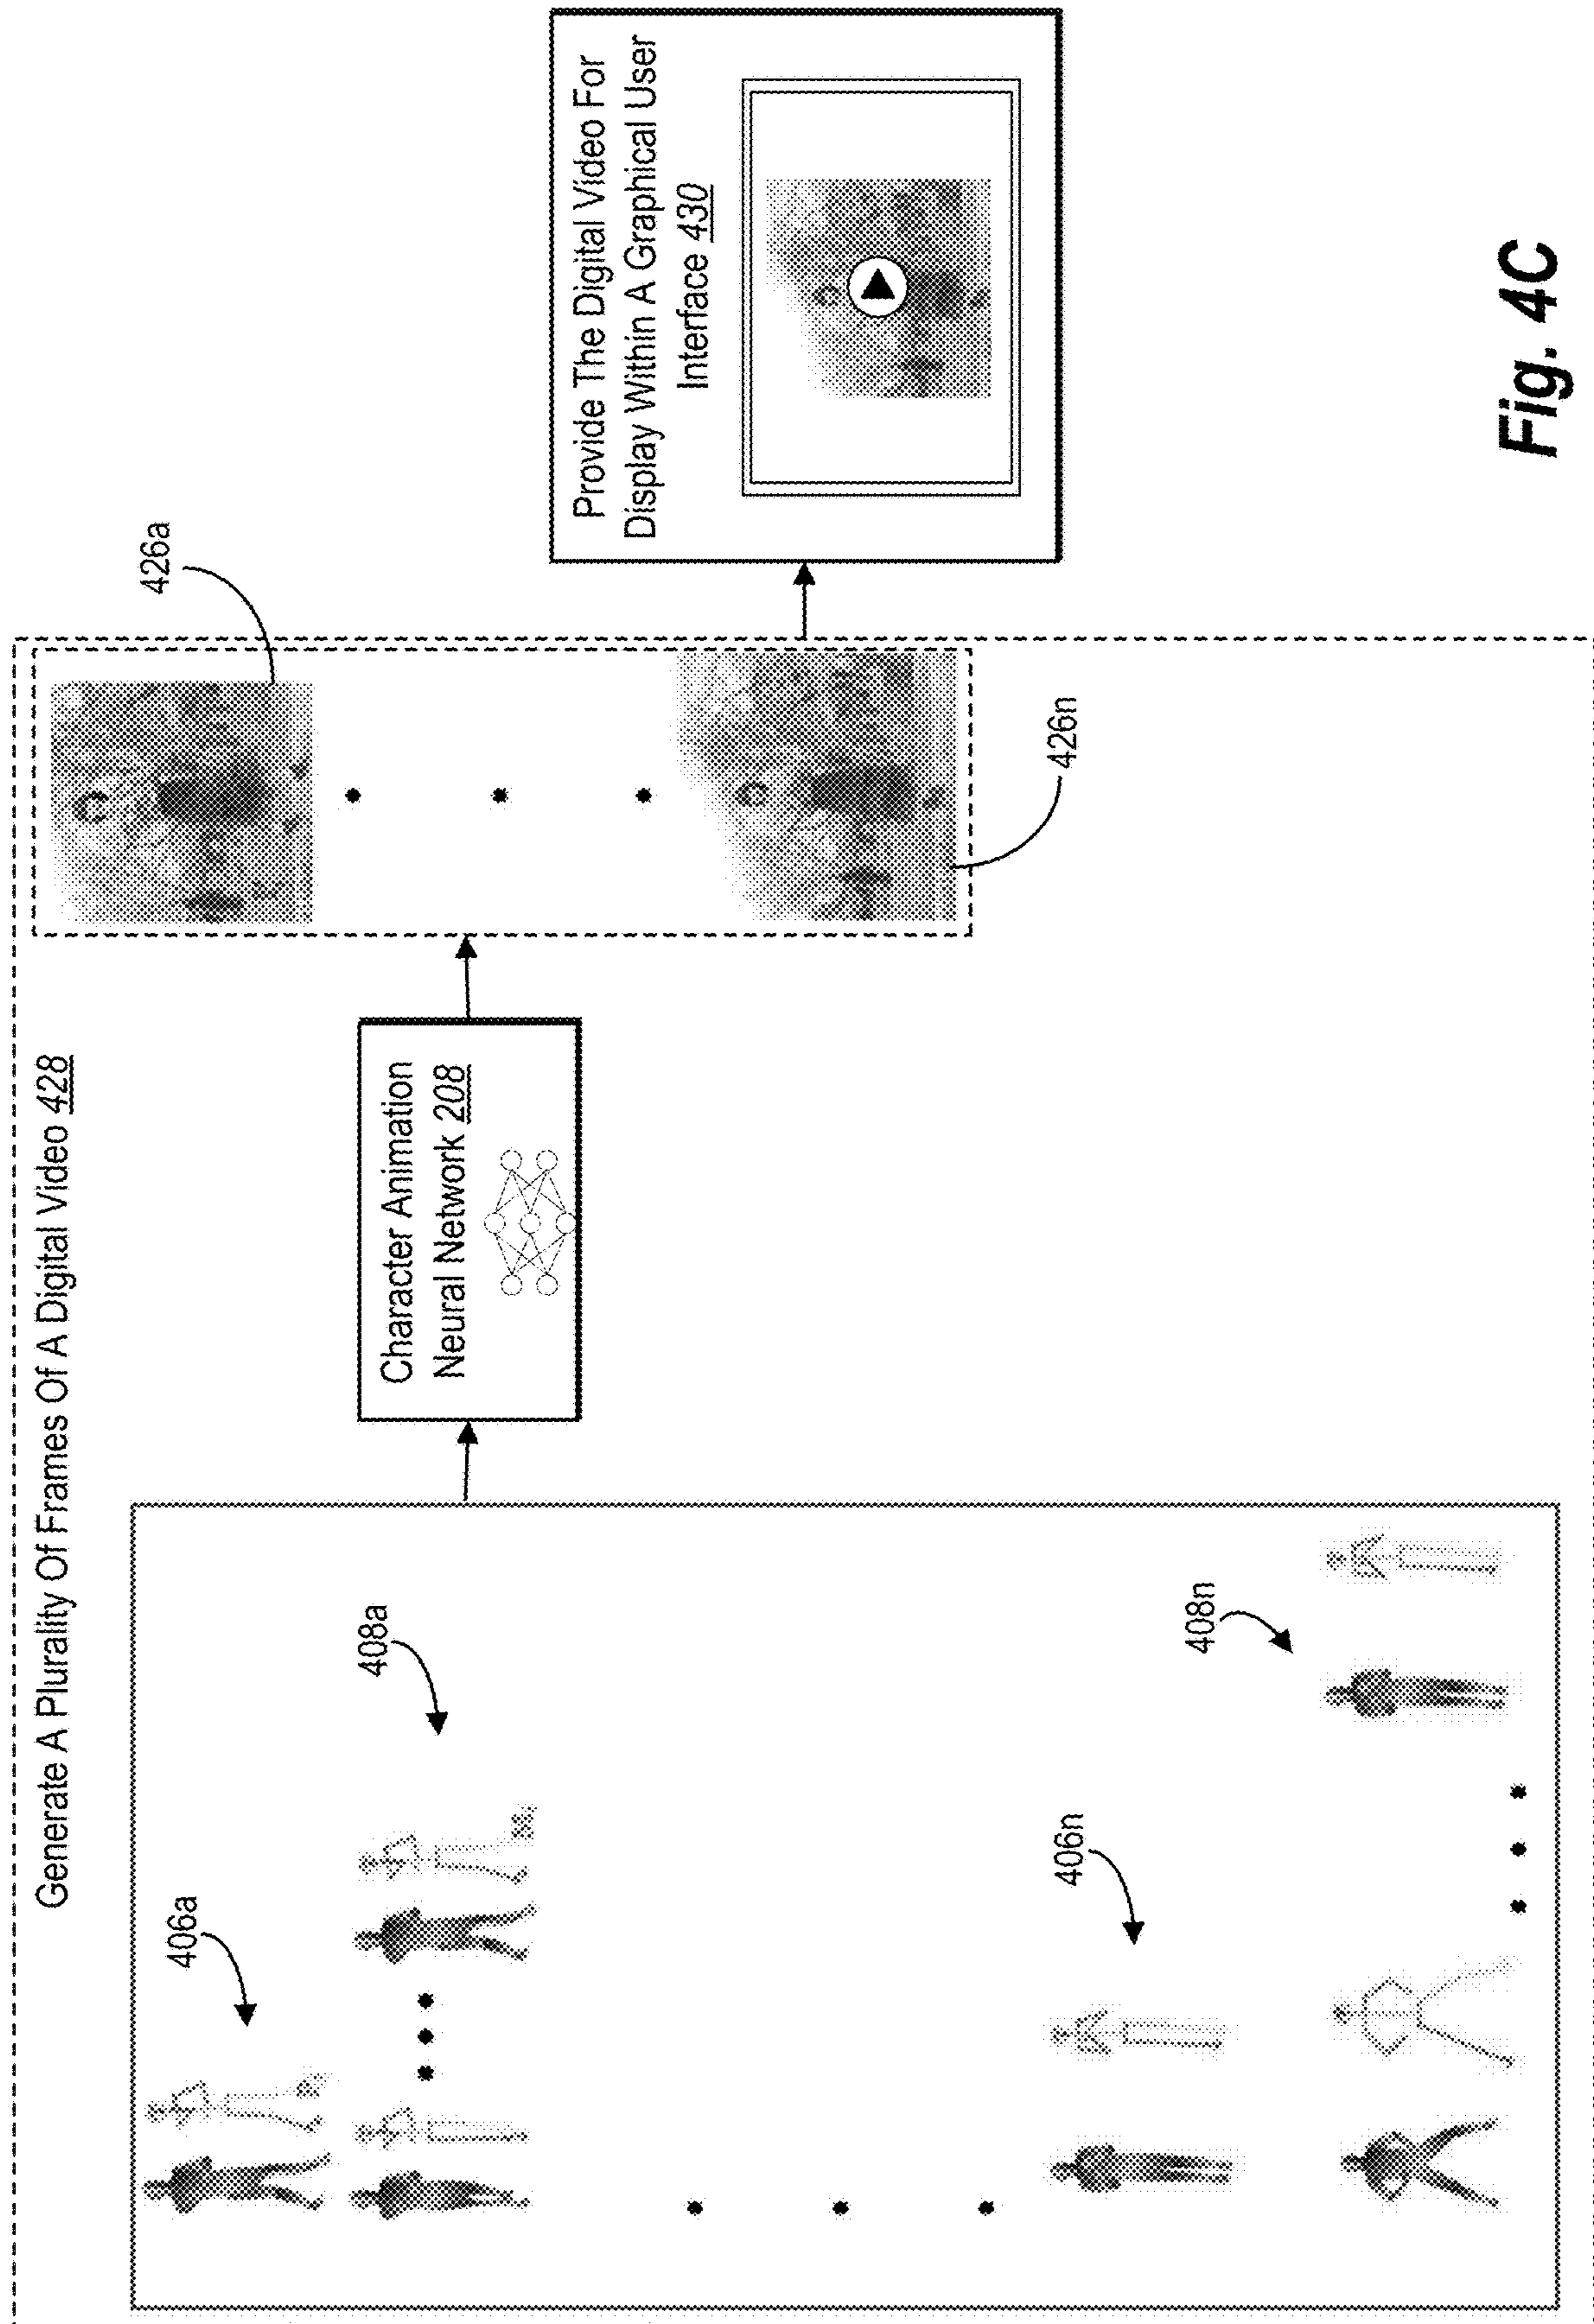 Generate A Plurality Of Frames Of A Digital Video 428
406a
408a
406n
408n
Character Animation
Neural Network 208
426a
426n
Provide The Digital Video For
Display Within A Graphical User
Interface 430
Fig. 4C